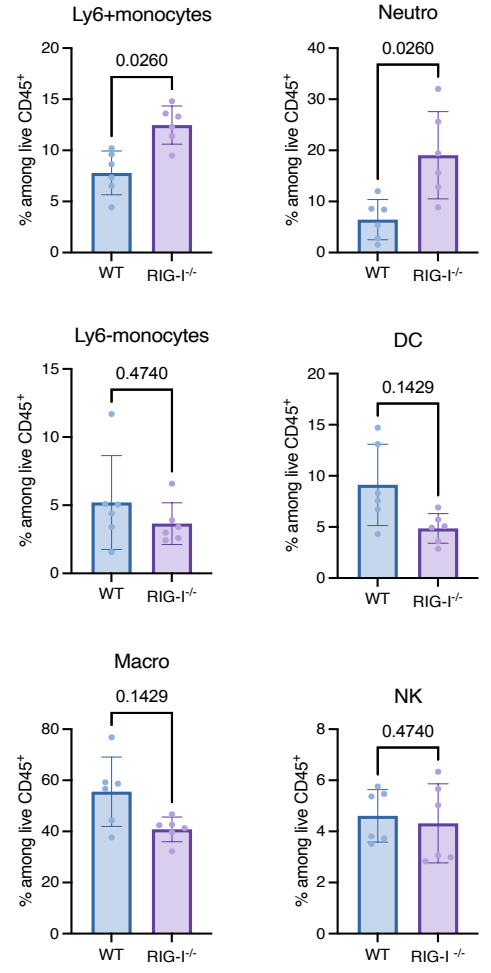 Ly6+monocytes
0.0260
% among live CD45+
20
15
10
5
0
WT
RIG-I-/-
Neutro
0.0260
% among live CD45+
40
30
20
10
0
WT
RIG-I-/-
Ly6-monocytes
0.4740
% among live CD45+
15
10
5
0
WT
RIG-I-/-
DC
0.1429
% among live CD45+
20
15
10
5
0
WT
RIG-I-/-
Macro
0.1429
% among live CD45+
80
60
40
20
0
WT
RIG-I-/-
NK
0.4740
% among live CD45+
8
6
4
2
0
WT
RIG-I -/-